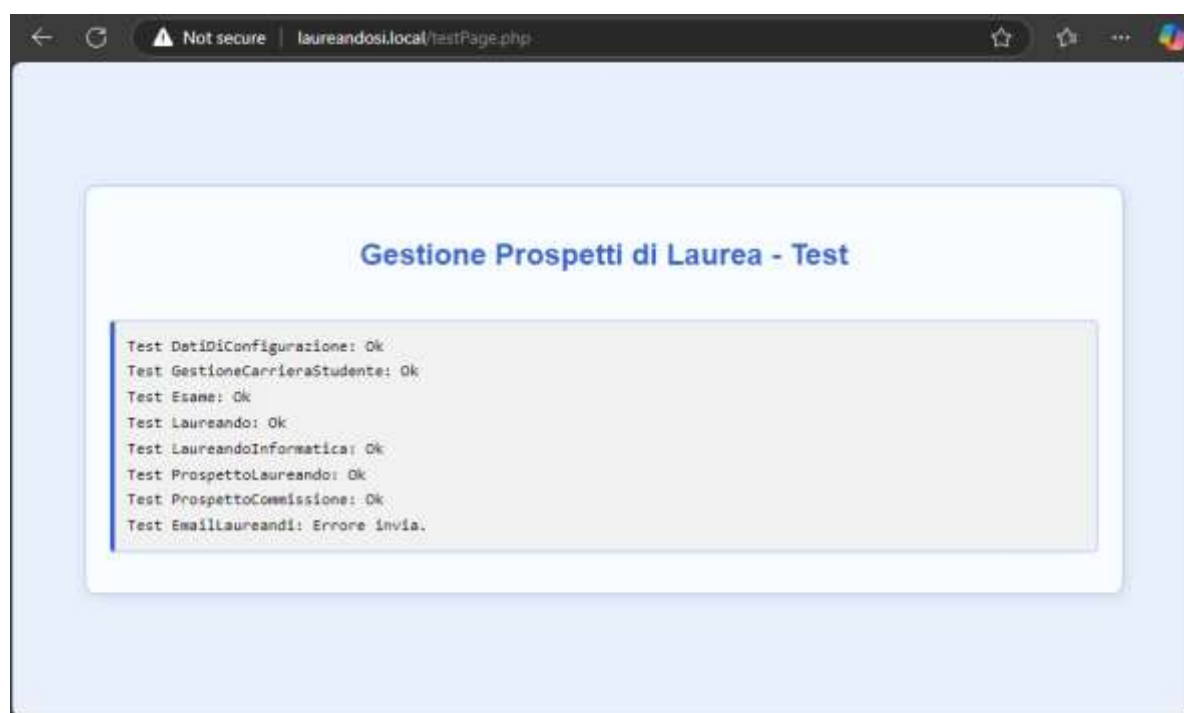 Not secure laureandosi.local/testPage.php
Gestione Prospetti di Laurea - Test
Test DatiDiConfigurazione: Ok
Test GestioneCarrieraStudente: Ok
Test Esame: Ok
Test Laureando: Ok
Test LaureandoInformatica: Ok
Test ProspettoLaureando: Ok
Test ProspettoCommissione: Ok
Test EmailLaureandi: Errore invia.